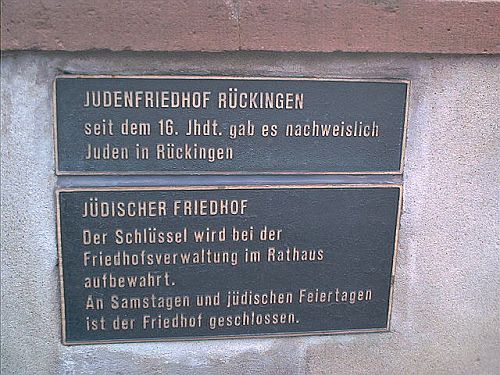 JUDENFRIEDHOF RÜCKINGEN
seit dem 16. Jhdt. gab es nachweislich
Juden in Rückingen
JÜDISCHER FRIEDHOF
Der Schlüssel wird bei der
Friedhofsverwaltung im Rathaus
aufbewahrt.
An Samstagen und jüdischen Feiertagen
ist der Friedhof geschlossen.